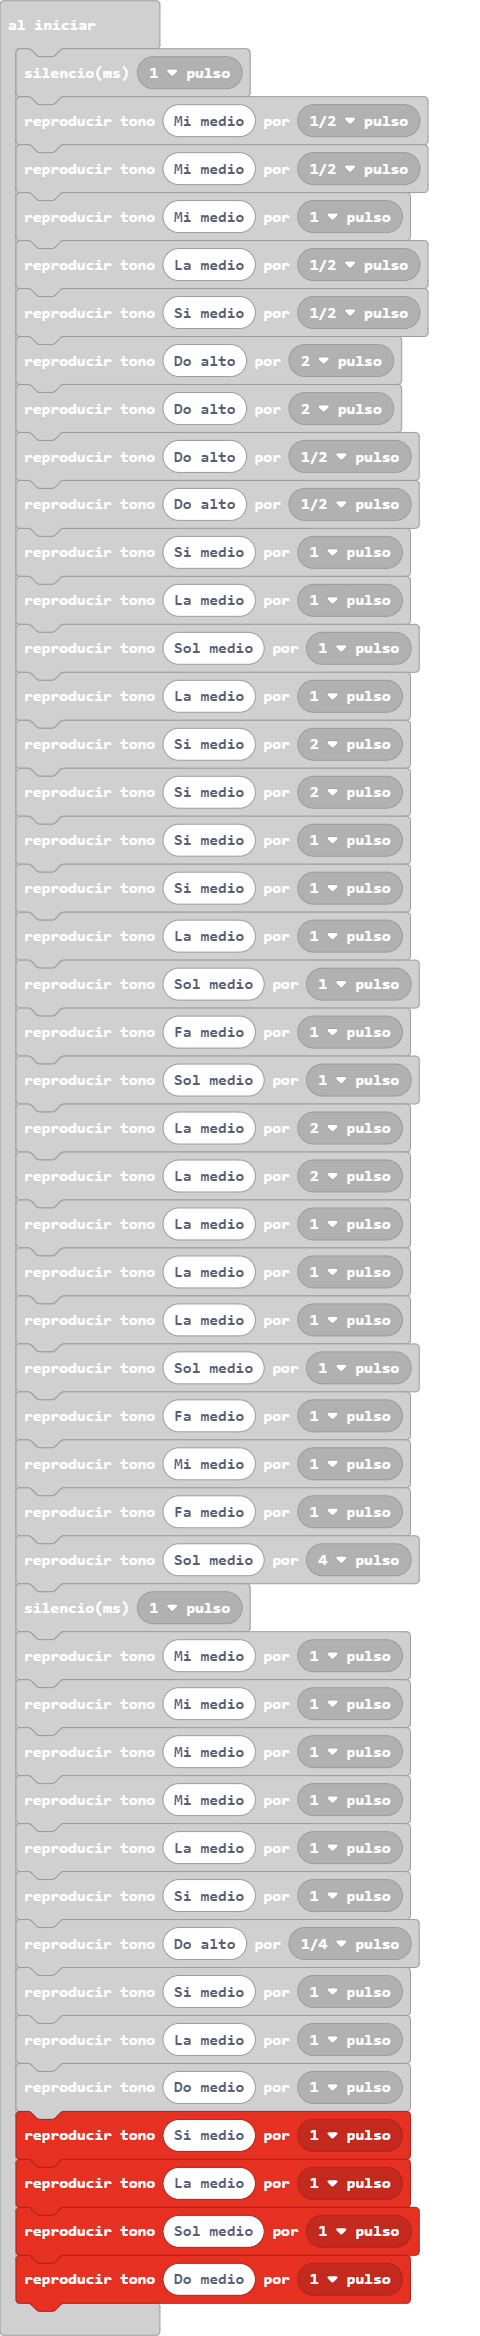 al iniciar
silencio(ms) 1 pulso
reproducir tono Mi medio por 1/2 pulso
reproducir tono Mi medio por 1/2 pulso
reproducir tono Mi medio por 1 pulso
reproducir tono La medio por 1/2 pulso
reproducir tono Si medio por 1/2 pulso
reproducir tono Do alto por 2 pulso
reproducir tono Do alto por 2 pulso
reproducir tono Do alto por 1/2 pulso
reproducir tono Do alto por 1/2 pulso
reproducir tono Si medio por 1 pulso
reproducir tono La medio por 1 pulso
reproducir tono Sol medio por 1 pulso
reproducir tono La medio por 1 pulso
reproducir tono Si medio por 2 pulso
reproducir tono Si medio por 2 pulso
reproducir tono Si medio por 1 pulso
reproducir tono Si medio por 1 pulso
reproducir tono La medio por 1 pulso
reproducir tono Sol medio por 1 pulso
reproducir tono Fa medio por 1 pulso
reproducir tono Sol medio por 1 pulso
reproducir tono La medio por 2 pulso
reproducir tono La medio por 2 pulso
reproducir tono La medio por 1 pulso
reproducir tono La medio por 1 pulso
reproducir tono La medio por 1 pulso
reproducir tono Sol medio por 1 pulso
reproducir tono Fa medio por 1 pulso
reproducir tono Mi medio por 1 pulso
reproducir tono Fa medio por 1 pulso
reproducir tono Sol medio por 4 pulso
silencio(ms) 1 pulso
reproducir tono Mi medio por 1 pulso
reproducir tono Mi medio por 1 pulso
reproducir tono Mi medio por 1 pulso
reproducir tono Mi medio por 1 pulso
reproducir tono La medio por 1 pulso
reproducir tono Si medio por 1 pulso
reproducir tono Do alto por 1/4 pulso
reproducir tono Si medio por 1 pulso
reproducir tono La medio por 1 pulso
reproducir tono Do medio por 1 pulso
reproducir tono Si medio por 1 pulso
reproducir tono La medio por 1 pulso
reproducir tono Sol medio por 1 pulso
reproducir tono Do medio por 1 pulso